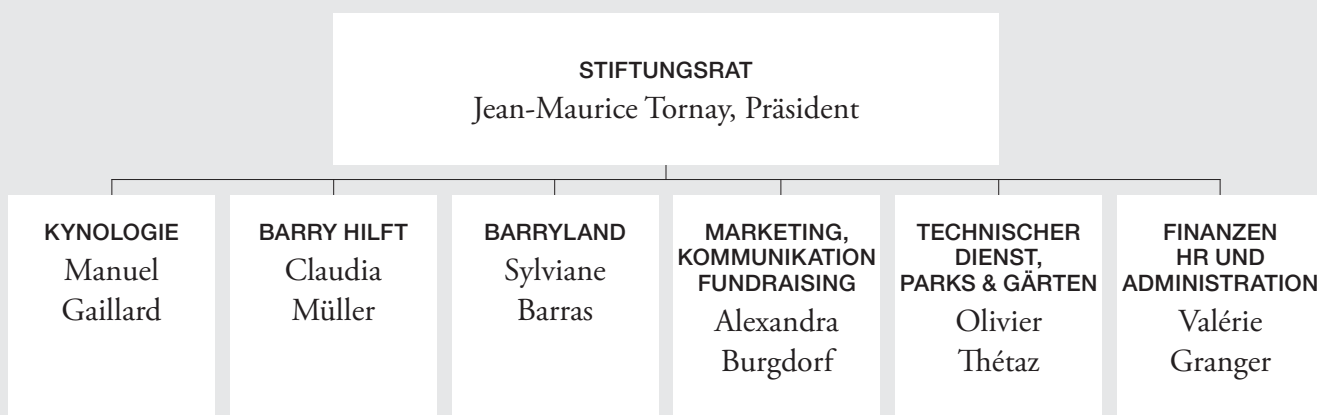 STIFTUNGSRAT
Jean-Maurice Tornay, Präsident
KYNOLOGIE
Manuel
Gaillard
BARRY HILFT
Claudia
Müller
BARRYLAND
Sylviane
Barras
MARKETING,
KOMMUNIKATION
FUNDRAISING
Alexandra
Burgdorf
TECHNISCHER
DIENST,
PARKS & GÄRTEN
Olivier
Thétaz
FINANZEN
HR UND
ADMINISTRATION
Valérie
Granger